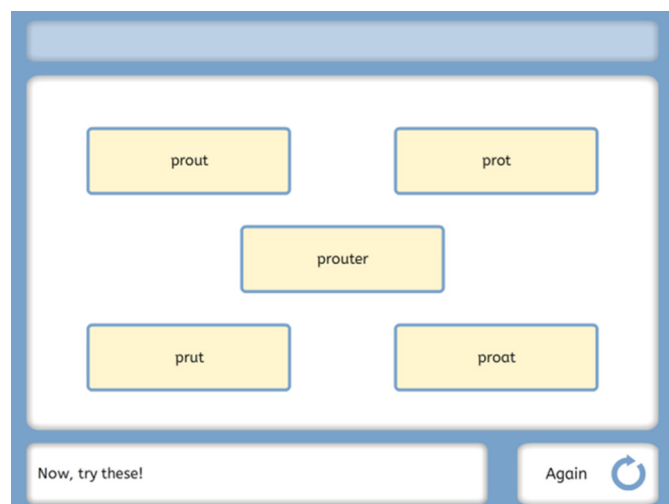 prout
prot
prouter
prut
proat
Now, try these!
Again